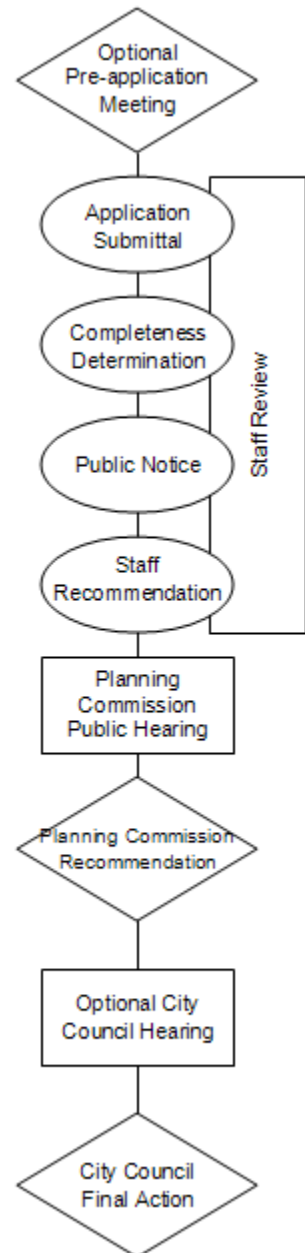 Optional
Pre-application
Meeting
Application
Submittal
Completeness
Determination
Public Notice
Staff
Recommendation
Staff Review
Planning
Commission
Public Hearing
Planning Commission
Recommendation
Optional City
Council Hearing
City Council
Final Action